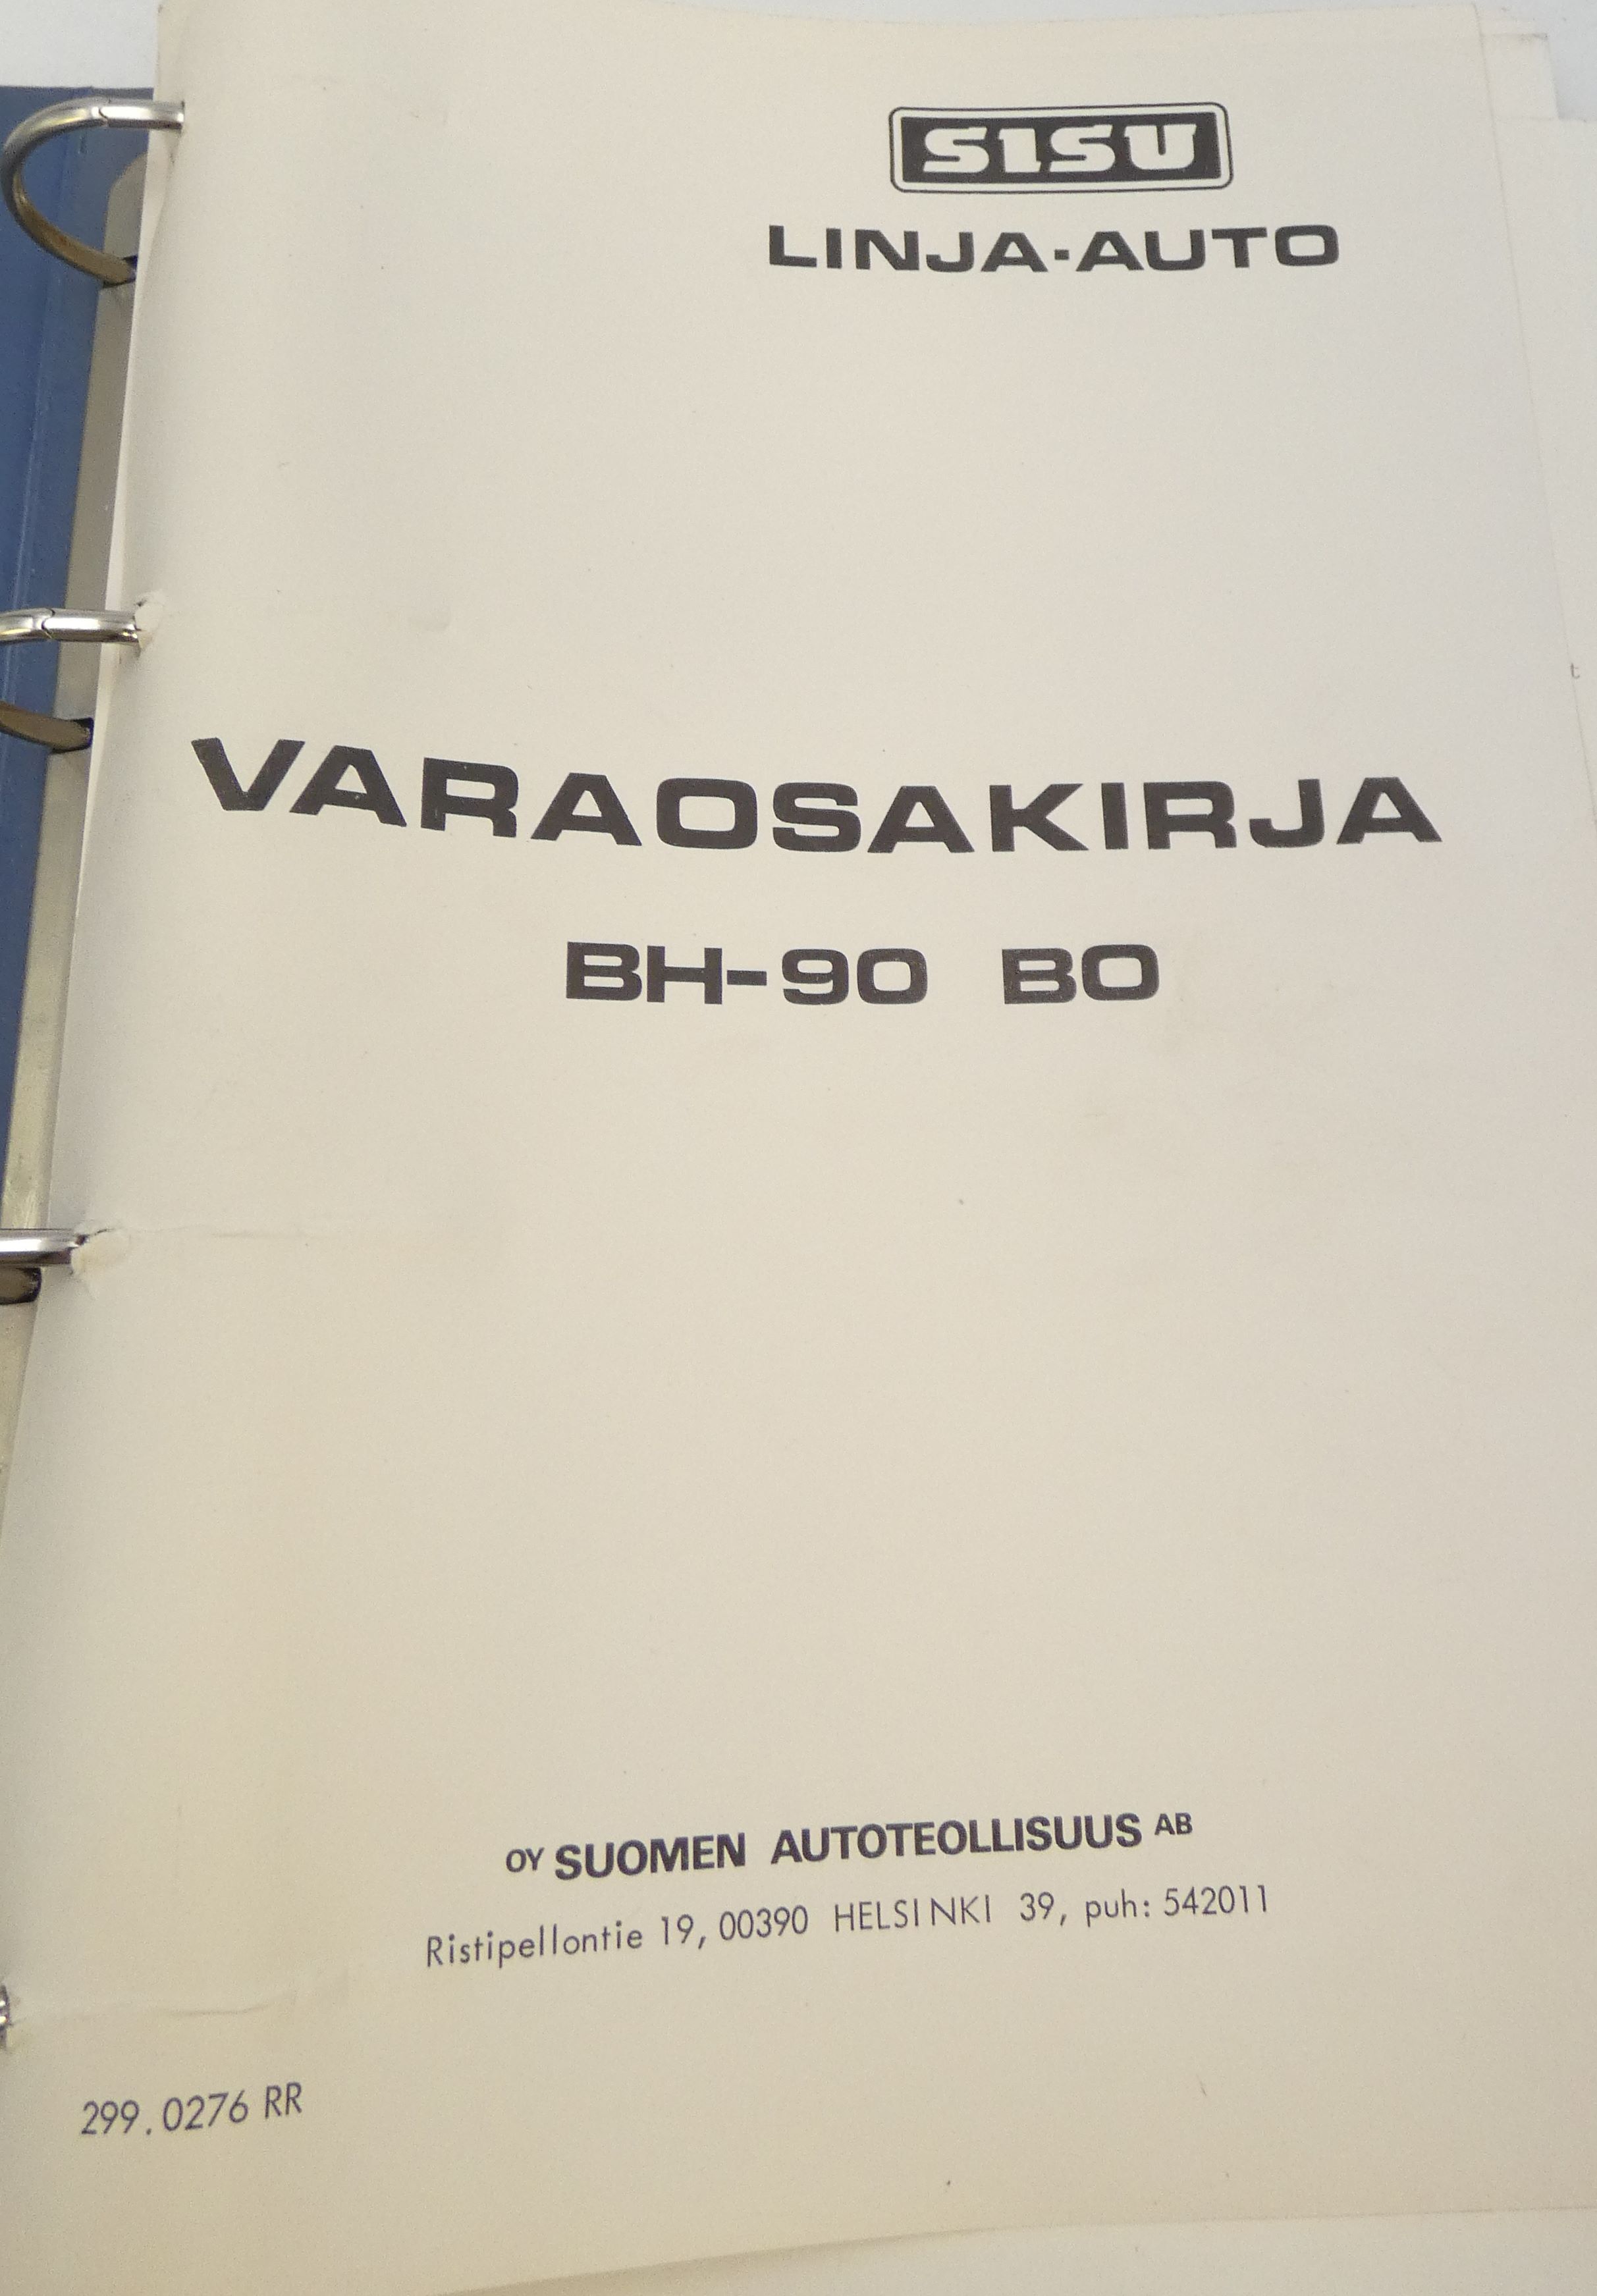 SISU
LINJA-AUTO
VARAOSAKIRJA
BH-90 BO
OY SUOMEN AUTOTEOLLISUUS AB
Ristipellontie 19, 00390 HELSINKI 39, puh: 542011
299.0276 RR
t